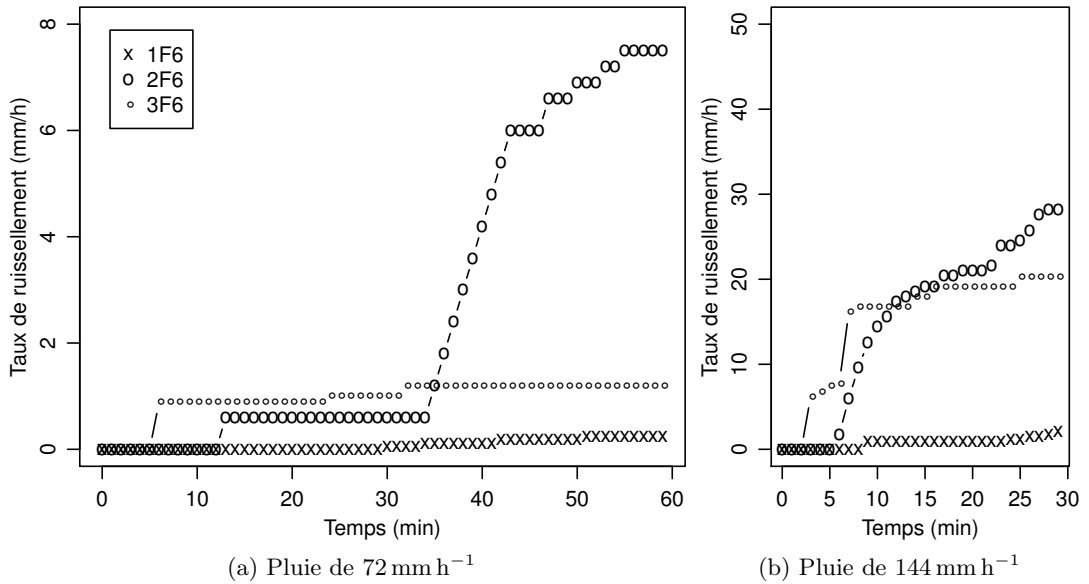 8
6
4
2
0
Taux de ruissellement (mm/h)
x 1F6
o 2F6
○ 3F6
0 10 20 30 40 50 60
Temps (min)
(a) Pluie de 72 mm h⁻¹
50
40
30
20
10
0
Taux de ruissellement (mm/h)
0 5 10 15 20 25 30
Temps (min)
(b) Pluie de 144 mm h⁻¹